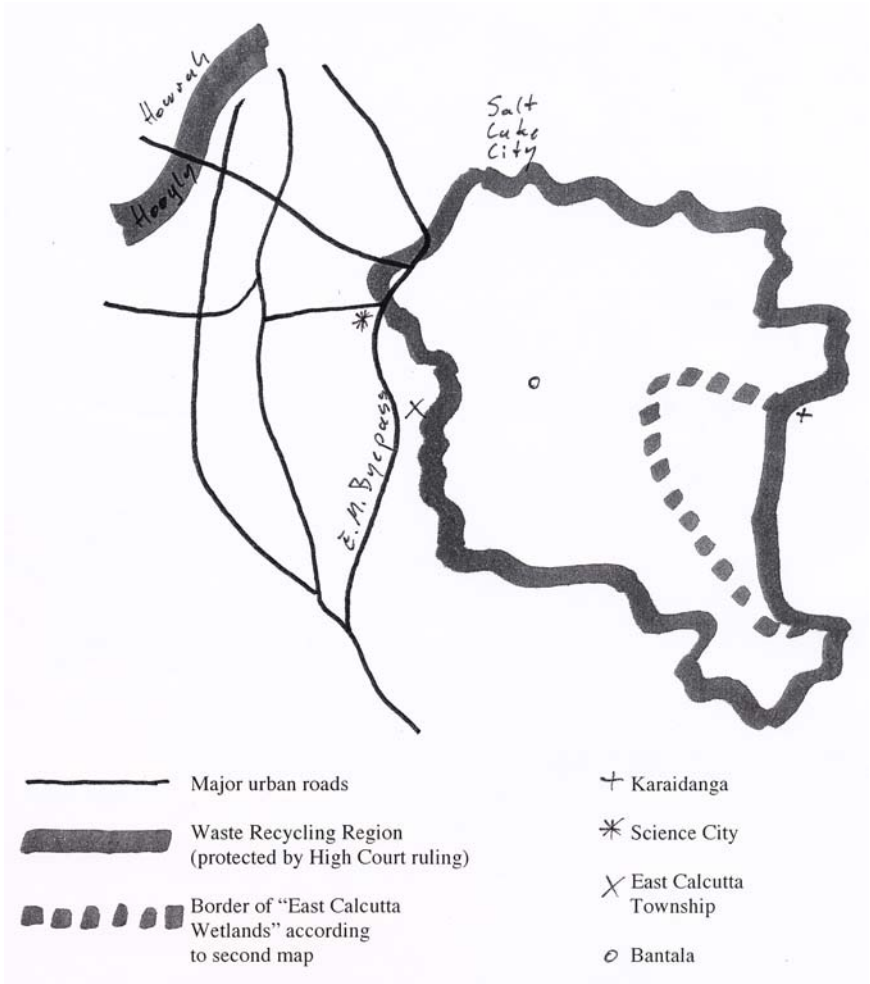 Howrah
Hoogly
Salt
Lake
City
E.M. Byepass
Major urban roads
Waste Recycling Region
(protected by High Court ruling)
Border of “East Calcutta
Wetlands” according
to second map
Karaidanga
Science City
East Calcutta
Township
Bantala